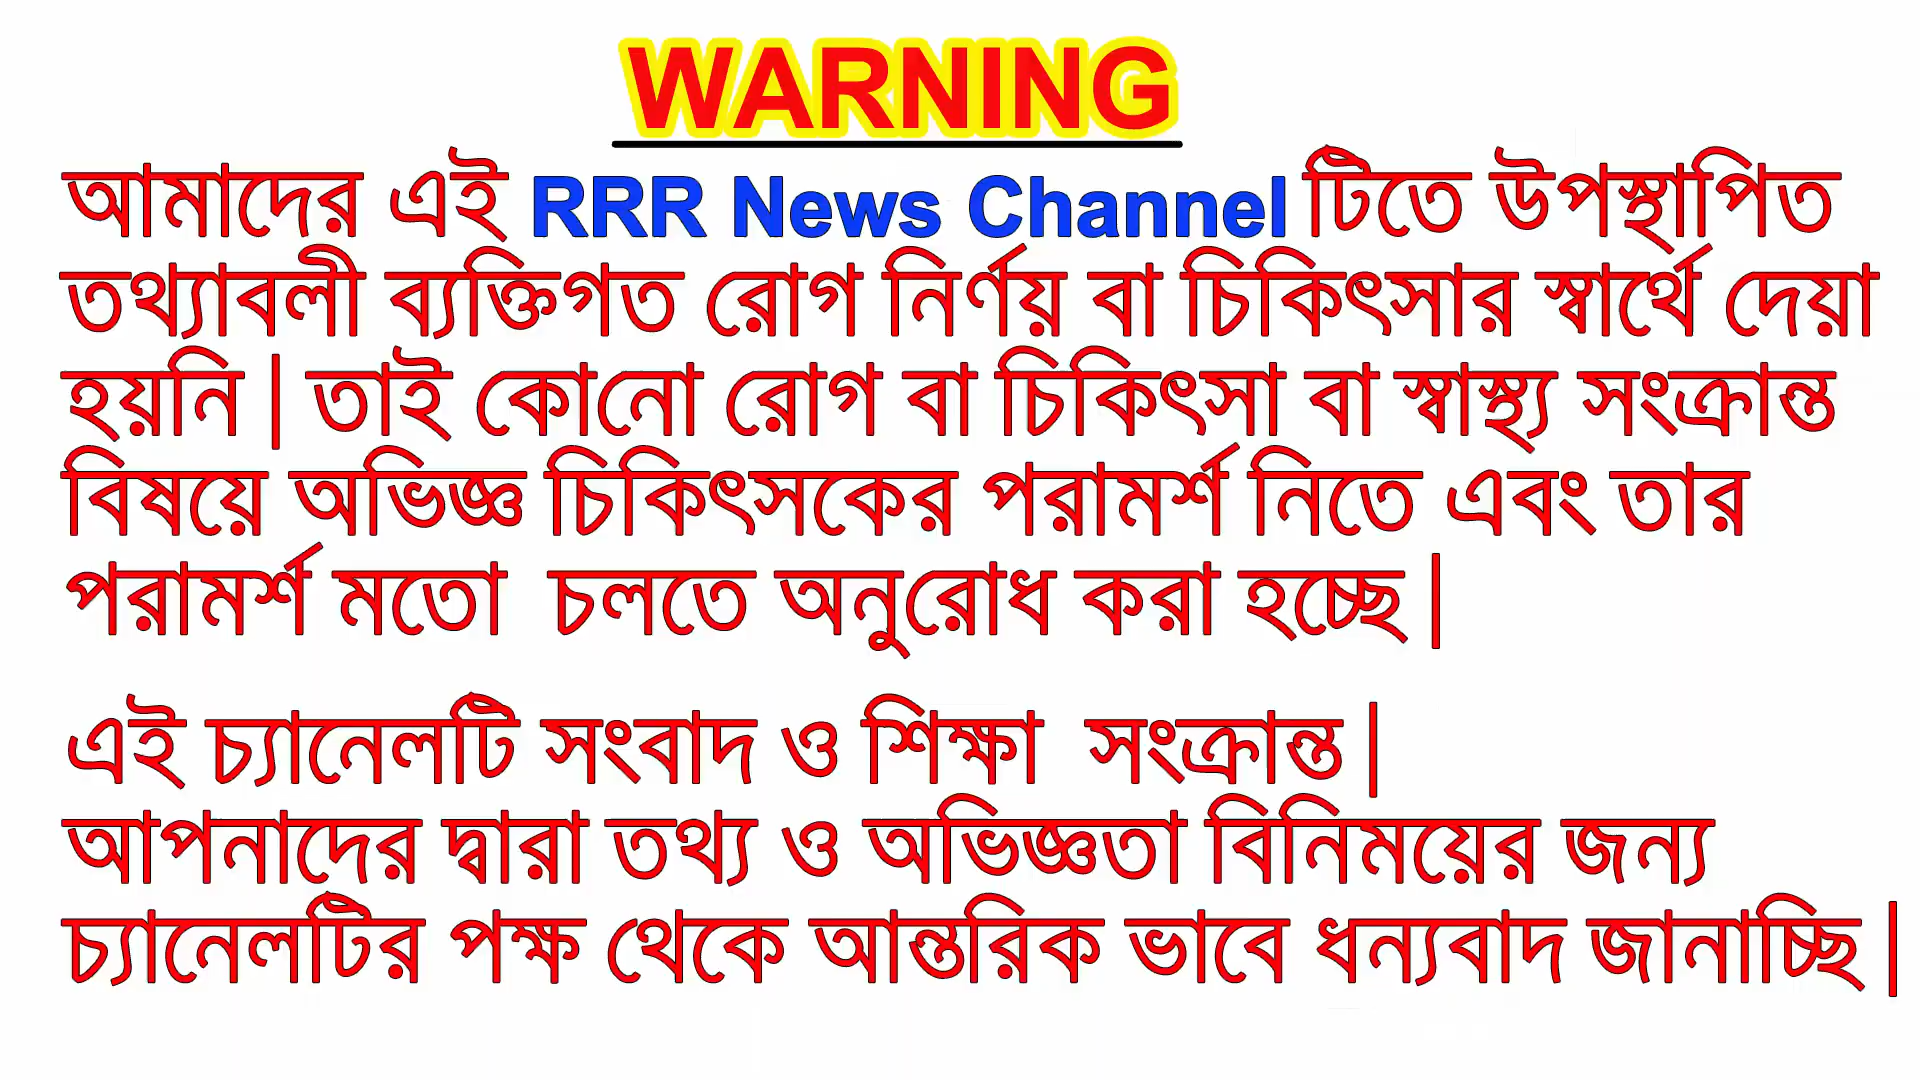 WARNING
আমাদের এই RRR News Channel টিতে উপস্থাপিত
তথ্যাবলী ব্যক্তিগত রোগ নির্ণয় বা চিকিৎসার স্বার্থে দেয়া
হয়নি | তাই কোনো রোগ বা চিকিৎসা বা স্বাস্থ্য সংক্রান্ত
বিষয়ে অভিজ্ঞ চিকিৎসকের পরামর্শ নিতে এবং তার
পরামর্শ মতো চলতে অনুরোধ করা হচ্ছে |
এই চ্যানেলটি সংবাদ ও শিক্ষা সংক্রান্ত |
আপনাদের দ্বারা তথ্য ও অভিজ্ঞতা বিনিময়ের জন্য
চ্যানেলটির পক্ষ থেকে আন্তরিক ভাবে ধন্যবাদ জানাচ্ছি |